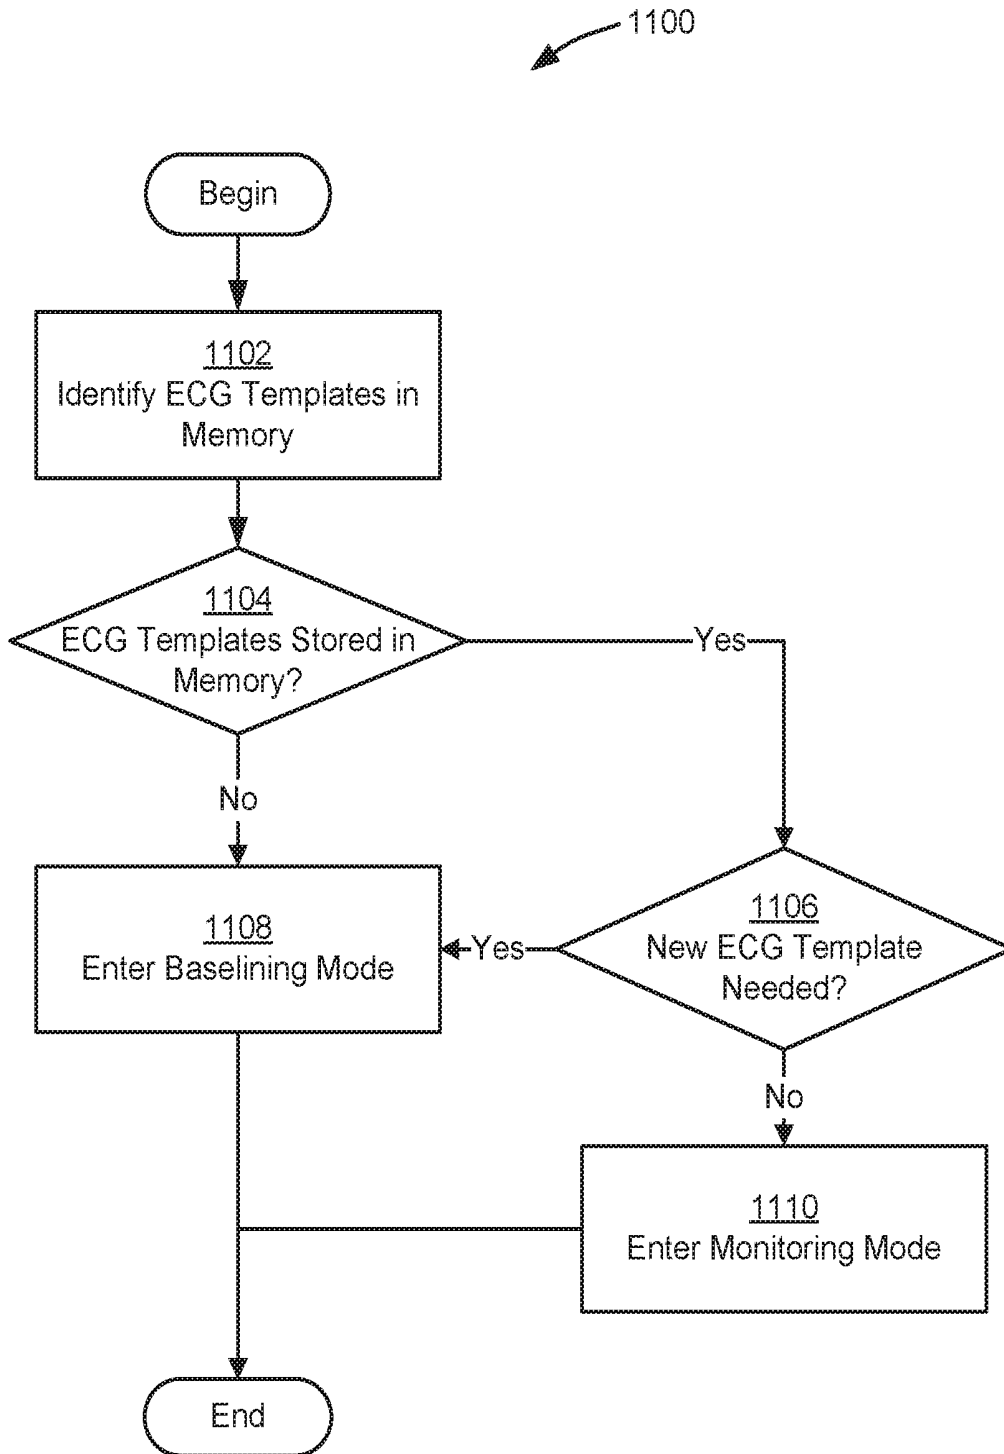 1100
Begin
1102
Identify ECG Templates in
Memory
1104
ECG Templates Stored in
Memory?
Yes
No
1106
New ECG Template
Needed?
Yes
1108
Enter Baselining Mode
No
1110
Enter Monitoring Mode
End